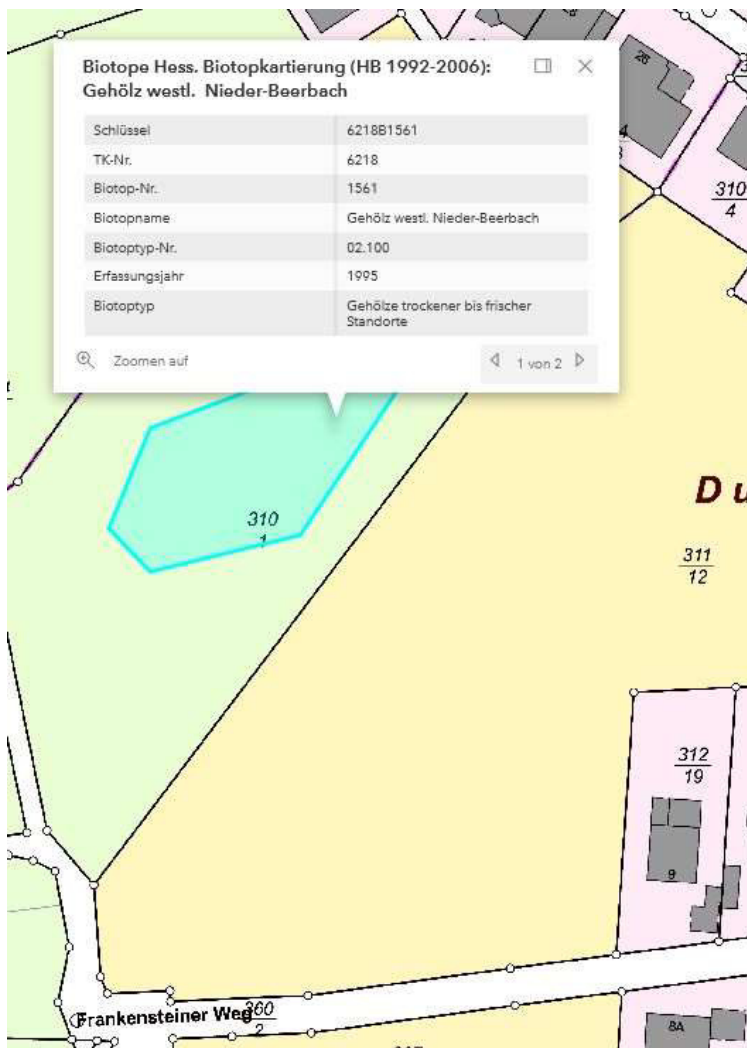 Biotope Hess. Biotopkartierung (HB 1992-2006):
Gehölz westl. Nieder-Beerbach
Schlüssel 6218B1561
TK-Nr. 6218
Biotop-Nr. 1561
Biotopname Gehölz westl. Nieder-Beerbach
Biotoptyp-Nr. 02.100
Erfassungsjahr 1995
Biotoptyp Gehölze trockener bis frischer
Standorte
Zoomen auf
1 von 2
26
310
4
310
1
D u
311
12
312
19
9
Frankensteiner Weg
360
2
8A